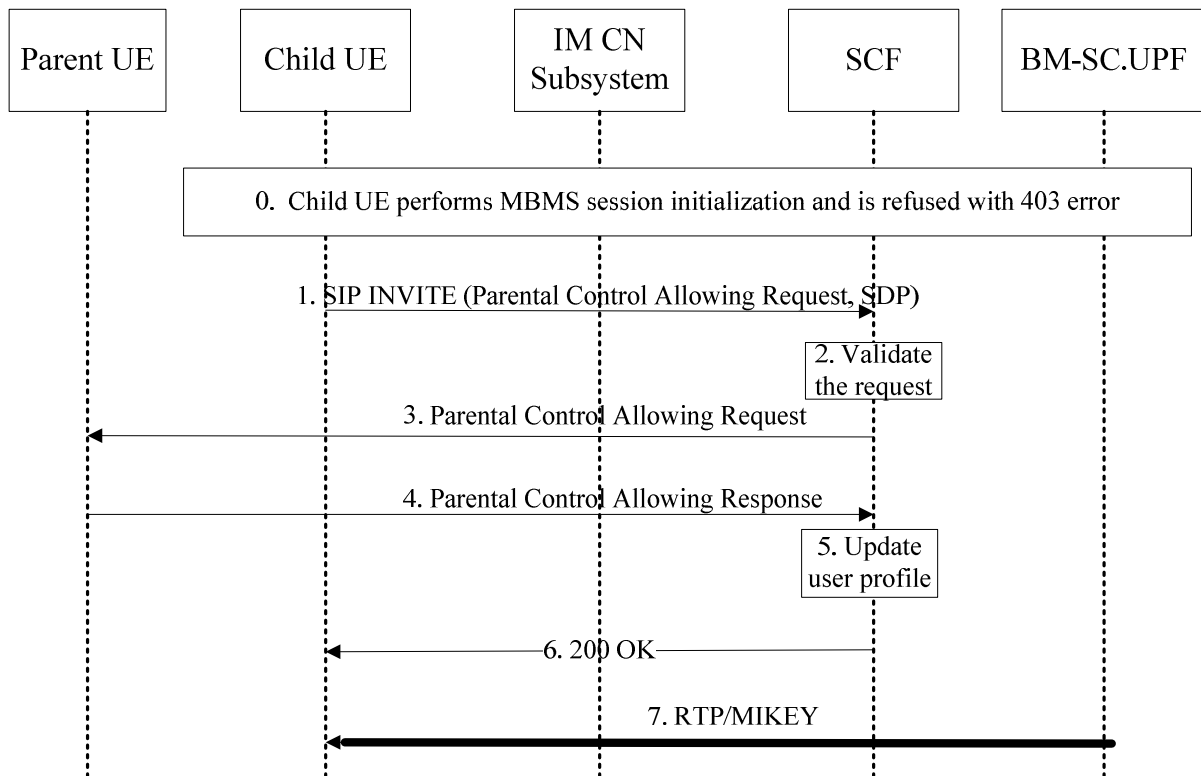 Parent UE
Child UE
IM CN
Subsystem
SCF
BM-SC.UPF
0. Child UE performs MBMS session initialization and is refused with 403 error
1. SIP INVITE (Parental Control Allowing Request, SDP)
2. Validate
the request
3. Parental Control Allowing Request
4. Parental Control Allowing Response
5. Update
user profile
6. 200 OK
7. RTP/MIKEY